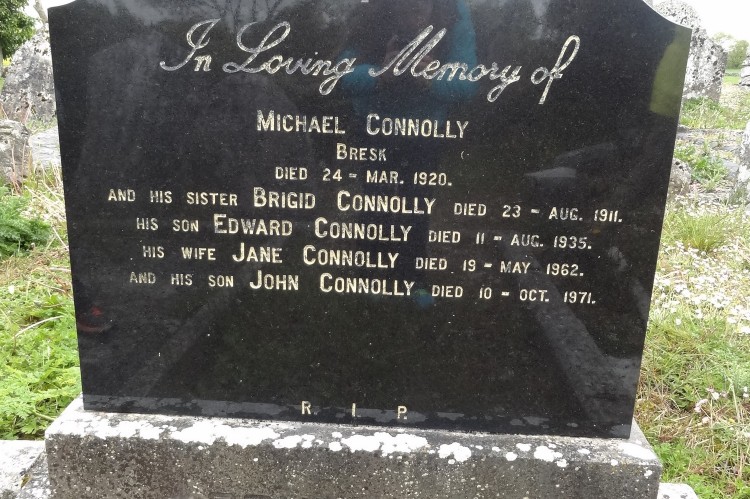 In Loving Memory of
MICHAEL CONNOLLY
BRESK
DIED 24 - MAR. 1920.
AND HIS SISTER BRIGID CONNOLLY DIED 23 - AUG. 1911.
HIS SON EDWARD CONNOLLY DIED 11 - AUG. 1935.
HIS WIFE JANE CONNOLLY DIED 19 - MAY 1962.
AND HIS SON JOHN CONNOLLY DIED 10 - OCT. 1971.
R. I P.